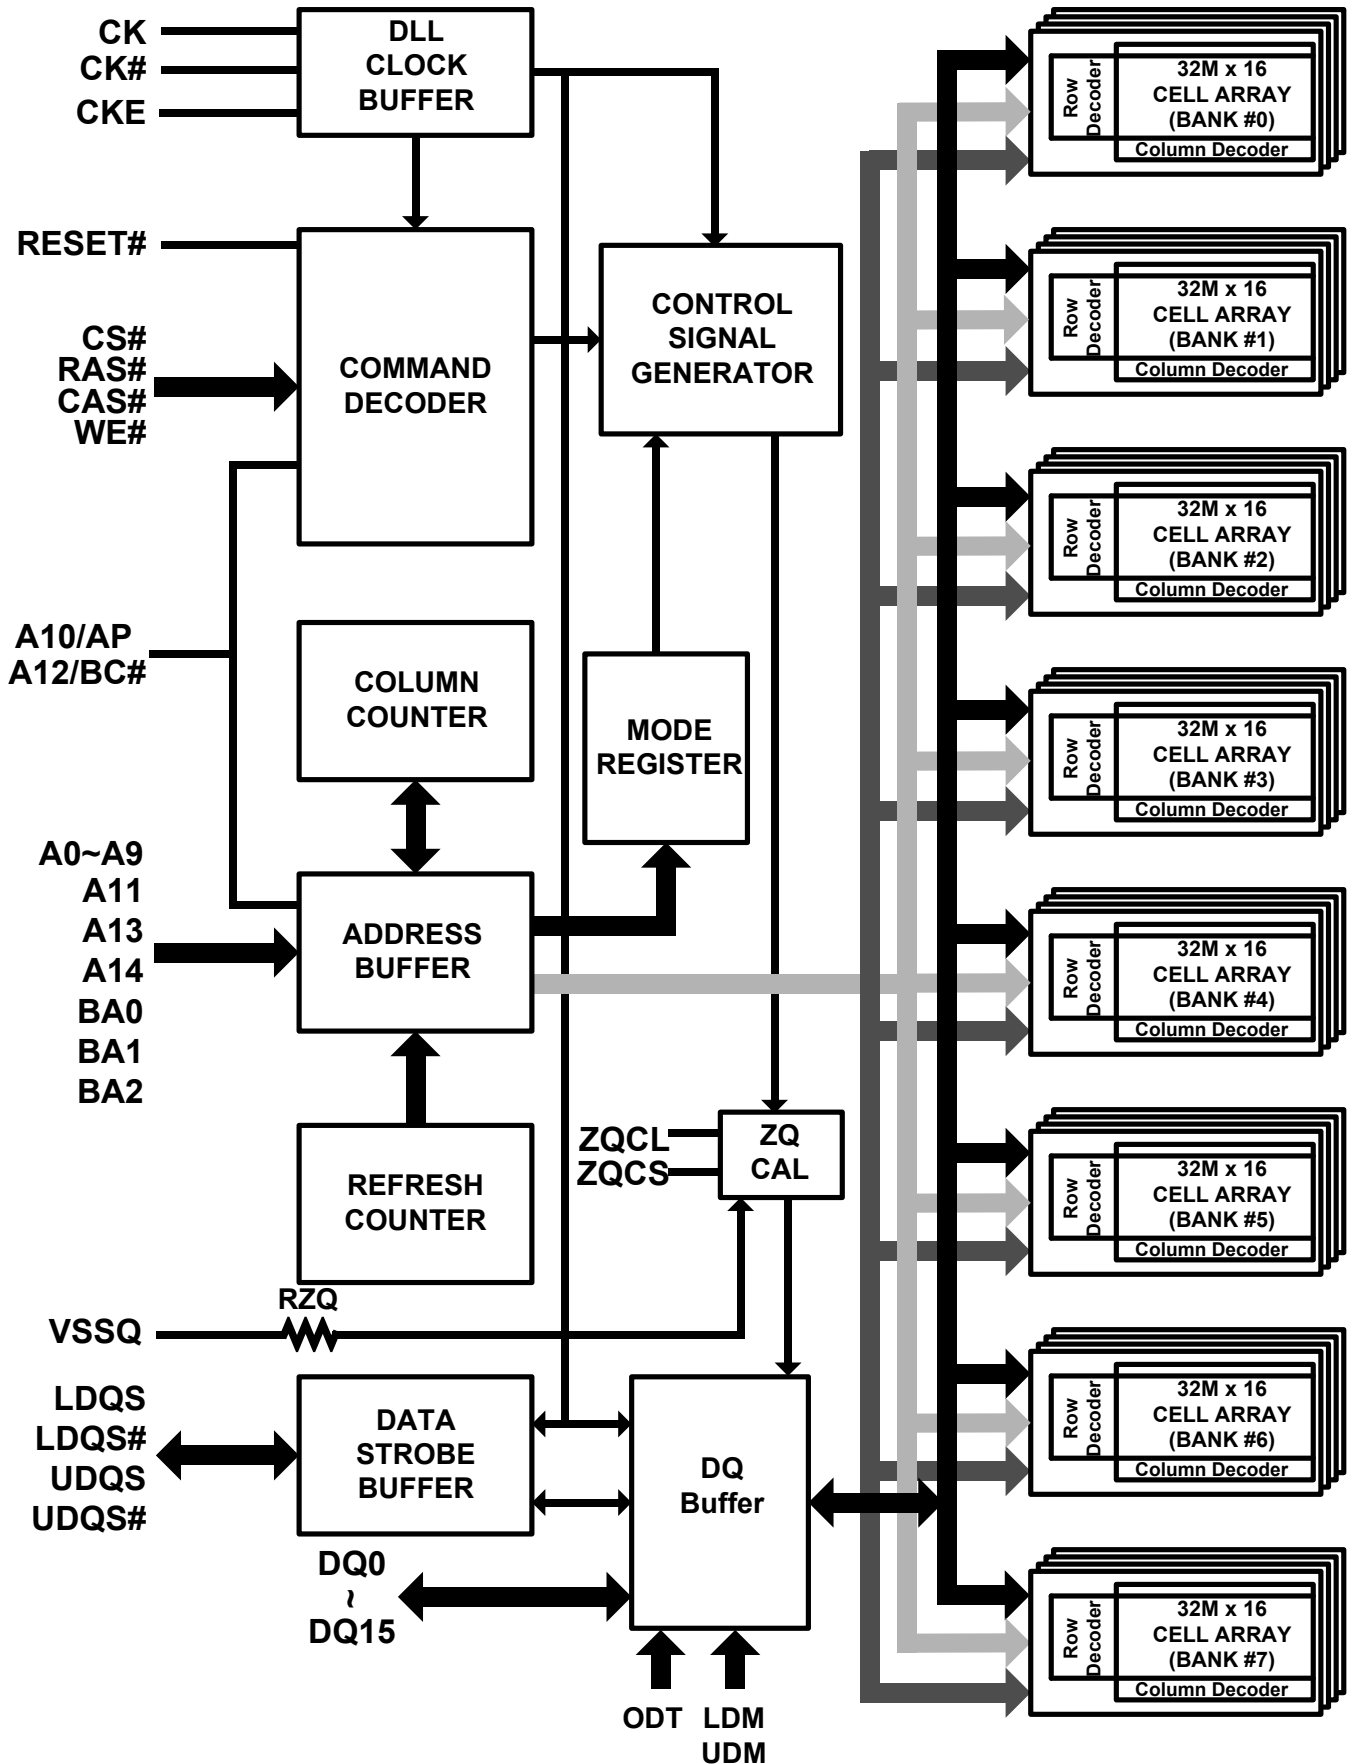 CK
CK#
CKE
DLL
CLOCK
BUFFER
RESET#
CS#
RAS#
CAS#
WE#
COMMAND
DECODER
CONTROL
SIGNAL
GENERATOR
A10/AP
A12/BC#
COLUMN
COUNTER
MODE
REGISTER
A0~A9
A11
A13
A14
BA0
BA1
BA2
ADDRESS
BUFFER
REFRESH
COUNTER
ZQCL
ZQCS
ZQ
CAL
RZQ
VSSQ
LDQS
LDQS#
UDQS
UDQS#
DATA
STROBE
BUFFER
DQ
Buffer
DQ0
~
DQ15
ODT
LDM
UDM
Row
Decoder
32M x 16
CELL ARRAY
(BANK #0)
Column Decoder
Row
Decoder
32M x 16
CELL ARRAY
(BANK #1)
Column Decoder
Row
Decoder
32M x 16
CELL ARRAY
(BANK #2)
Column Decoder
Row
Decoder
32M x 16
CELL ARRAY
(BANK #3)
Column Decoder
Row
Decoder
32M x 16
CELL ARRAY
(BANK #4)
Column Decoder
Row
Decoder
32M x 16
CELL ARRAY
(BANK #5)
Column Decoder
Row
Decoder
32M x 16
CELL ARRAY
(BANK #6)
Column Decoder
Row
Decoder
32M x 16
CELL ARRAY
(BANK #7)
Column Decoder